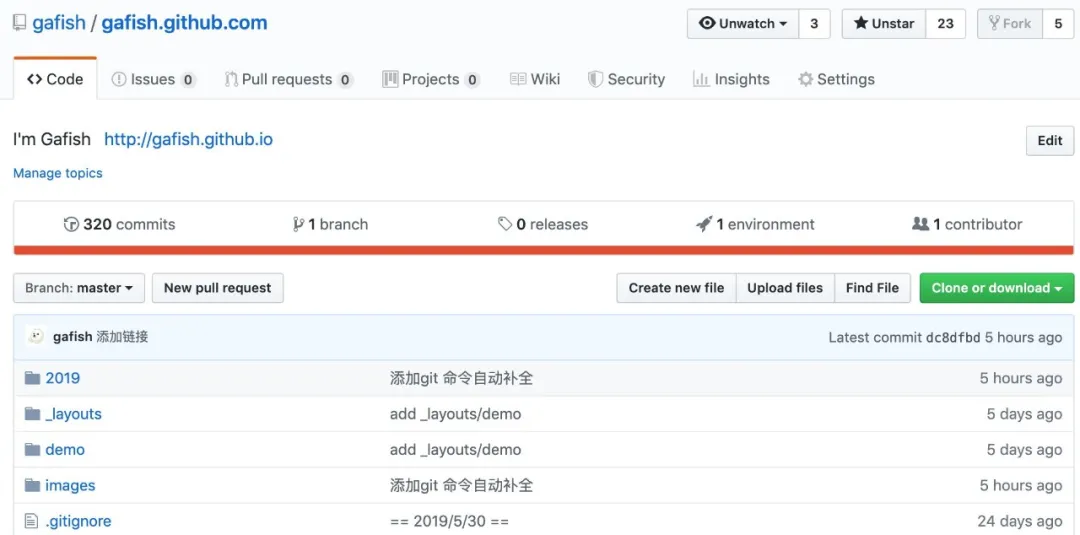 gafish / gafish.github.com Unwatch 3 Unstar 23 Fork 5
Code Issues 0 Pull requests 0 Projects 0 Wiki Security Insights Settings
I'm Gafish http://gafish.github.io Edit
Manage topics
320 commits 1 branch 0 releases 1 environment 1 contributor
Branch: master New pull request Create new file Upload files Find File Clone or download
gafish 添加链接 Latest commit dc8dfbd 5 hours ago
2019 添加git 命令自动补全 5 hours ago
_layouts add _layouts/demo 5 days ago
demo add _layouts/demo 5 days ago
images 添加git 命令自动补全 5 hours ago
.gitignore == 2019/5/30 == 24 days ago